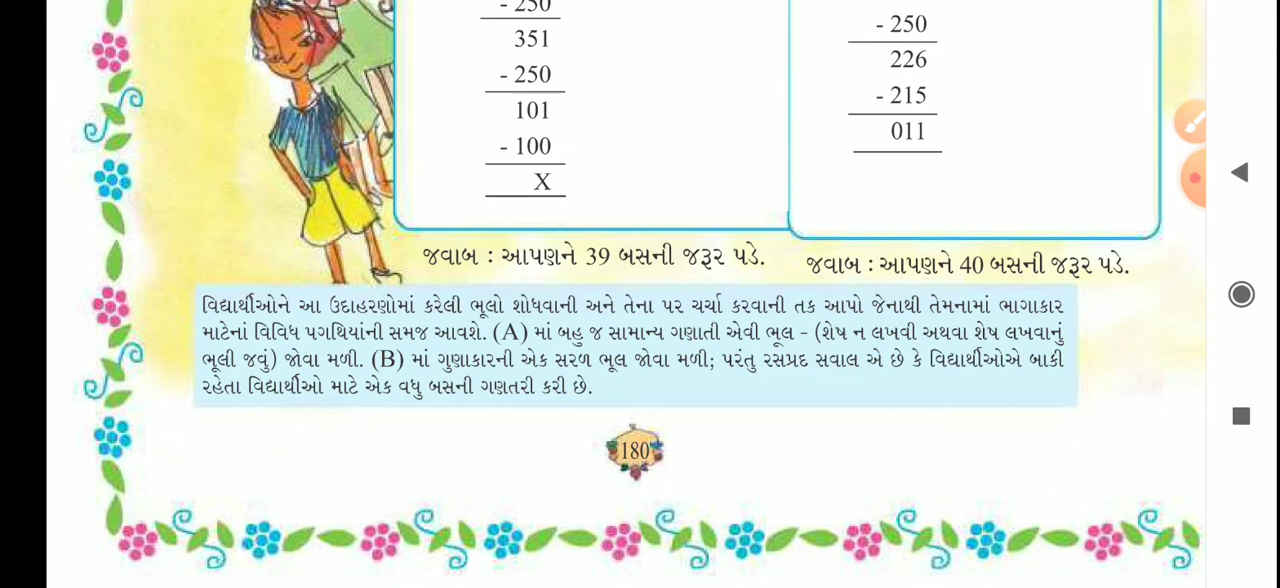 - 250
351
- 250
101
- 100
X
- 250
226
- 215
011
જવાબ : આપણને 39 બસની જરૂર પડે.
જવાબ : આપણને 40 બસની જરૂર પડે.
વિદ્યાર્થીઓને આ ઉદાહરણોમાં કરેલી ભૂલો શોધવાની અને તેના પર ચર્ચા કરવાની તક આપો જેનાથી તેમનામાં ભાગાકાર
માટેનાં વિવિધ પગથિયાંની સમજ આવશે. (A) માં બહુ જ સામાન્ય ગણાતી એવી ભૂલ - (શેષ ન લખવી અથવા શેષ લખવાનું
ભૂલી જવું) જોવા મળી. (B) માં ગુણાકારની એક સરળ ભૂલ જોવા મળી; પરંતુ રસપ્રદ સવાલ એ છે કે વિદ્યાર્થીઓએ બાકી
રહેતા વિદ્યાર્થીઓ માટે એક વધુ બસની ગણતરી કરી છે.
180